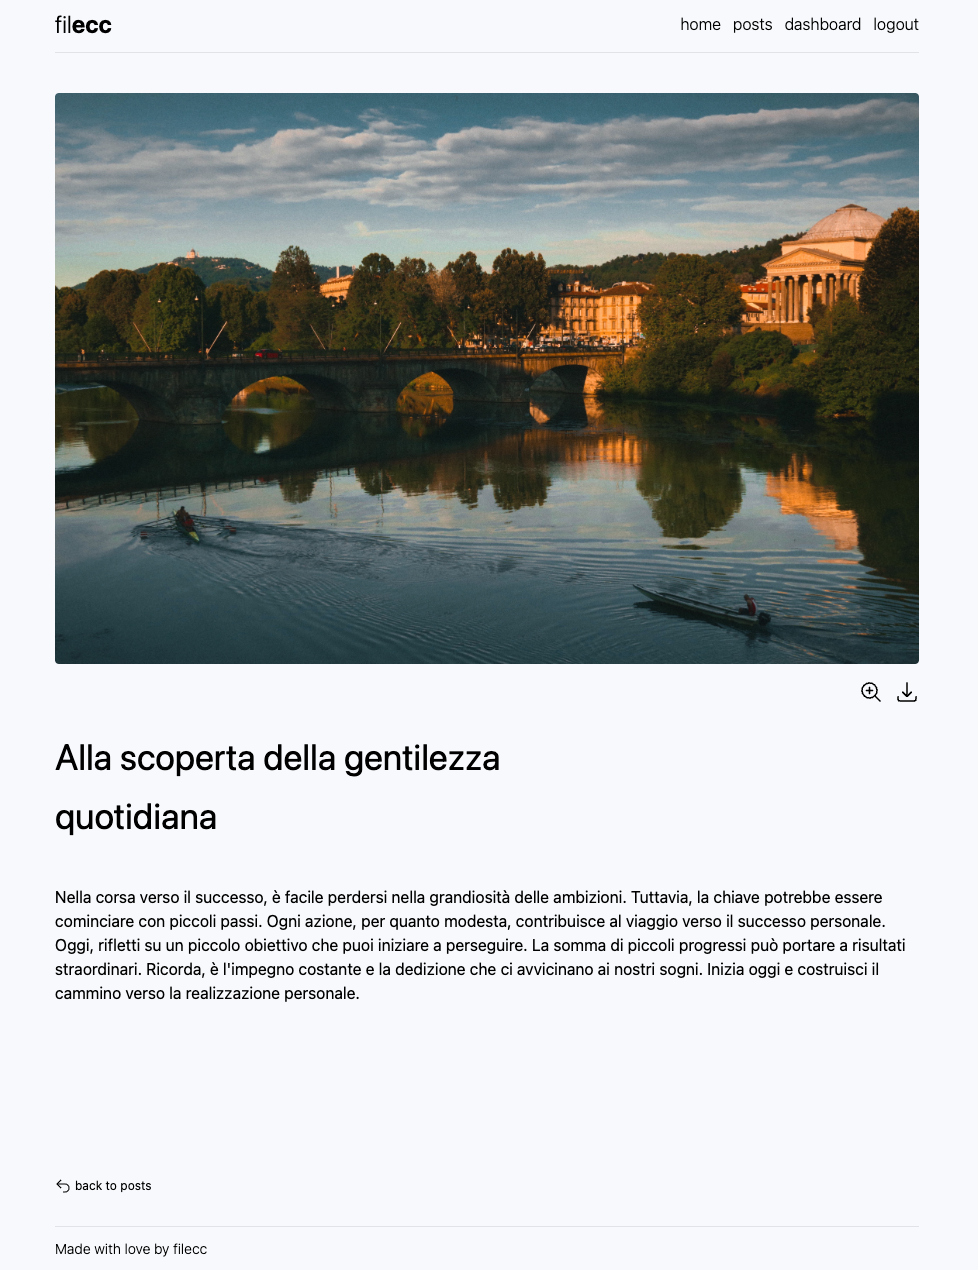 filecc
home posts dashboard logout
Alla scoperta della gentilezza
quotidiana
Nella corsa verso il successo, è facile perdersi nella grandiosità delle ambizioni. Tuttavia, la chiave potrebbe essere
cominciare con piccoli passi. Ogni azione, per quanto modesta, contribuisce al viaggio verso il successo personale.
Oggi, rifletti su un piccolo obiettivo che puoi iniziare a perseguire. La somma di piccoli progressi può portare a risultati
straordinari. Ricorda, è l'impegno costante e la dedizione che ci avvicinano ai nostri sogni. Inizia oggi e costruisci il
cammino verso la realizzazione personale.
back to posts
Made with love by filecc